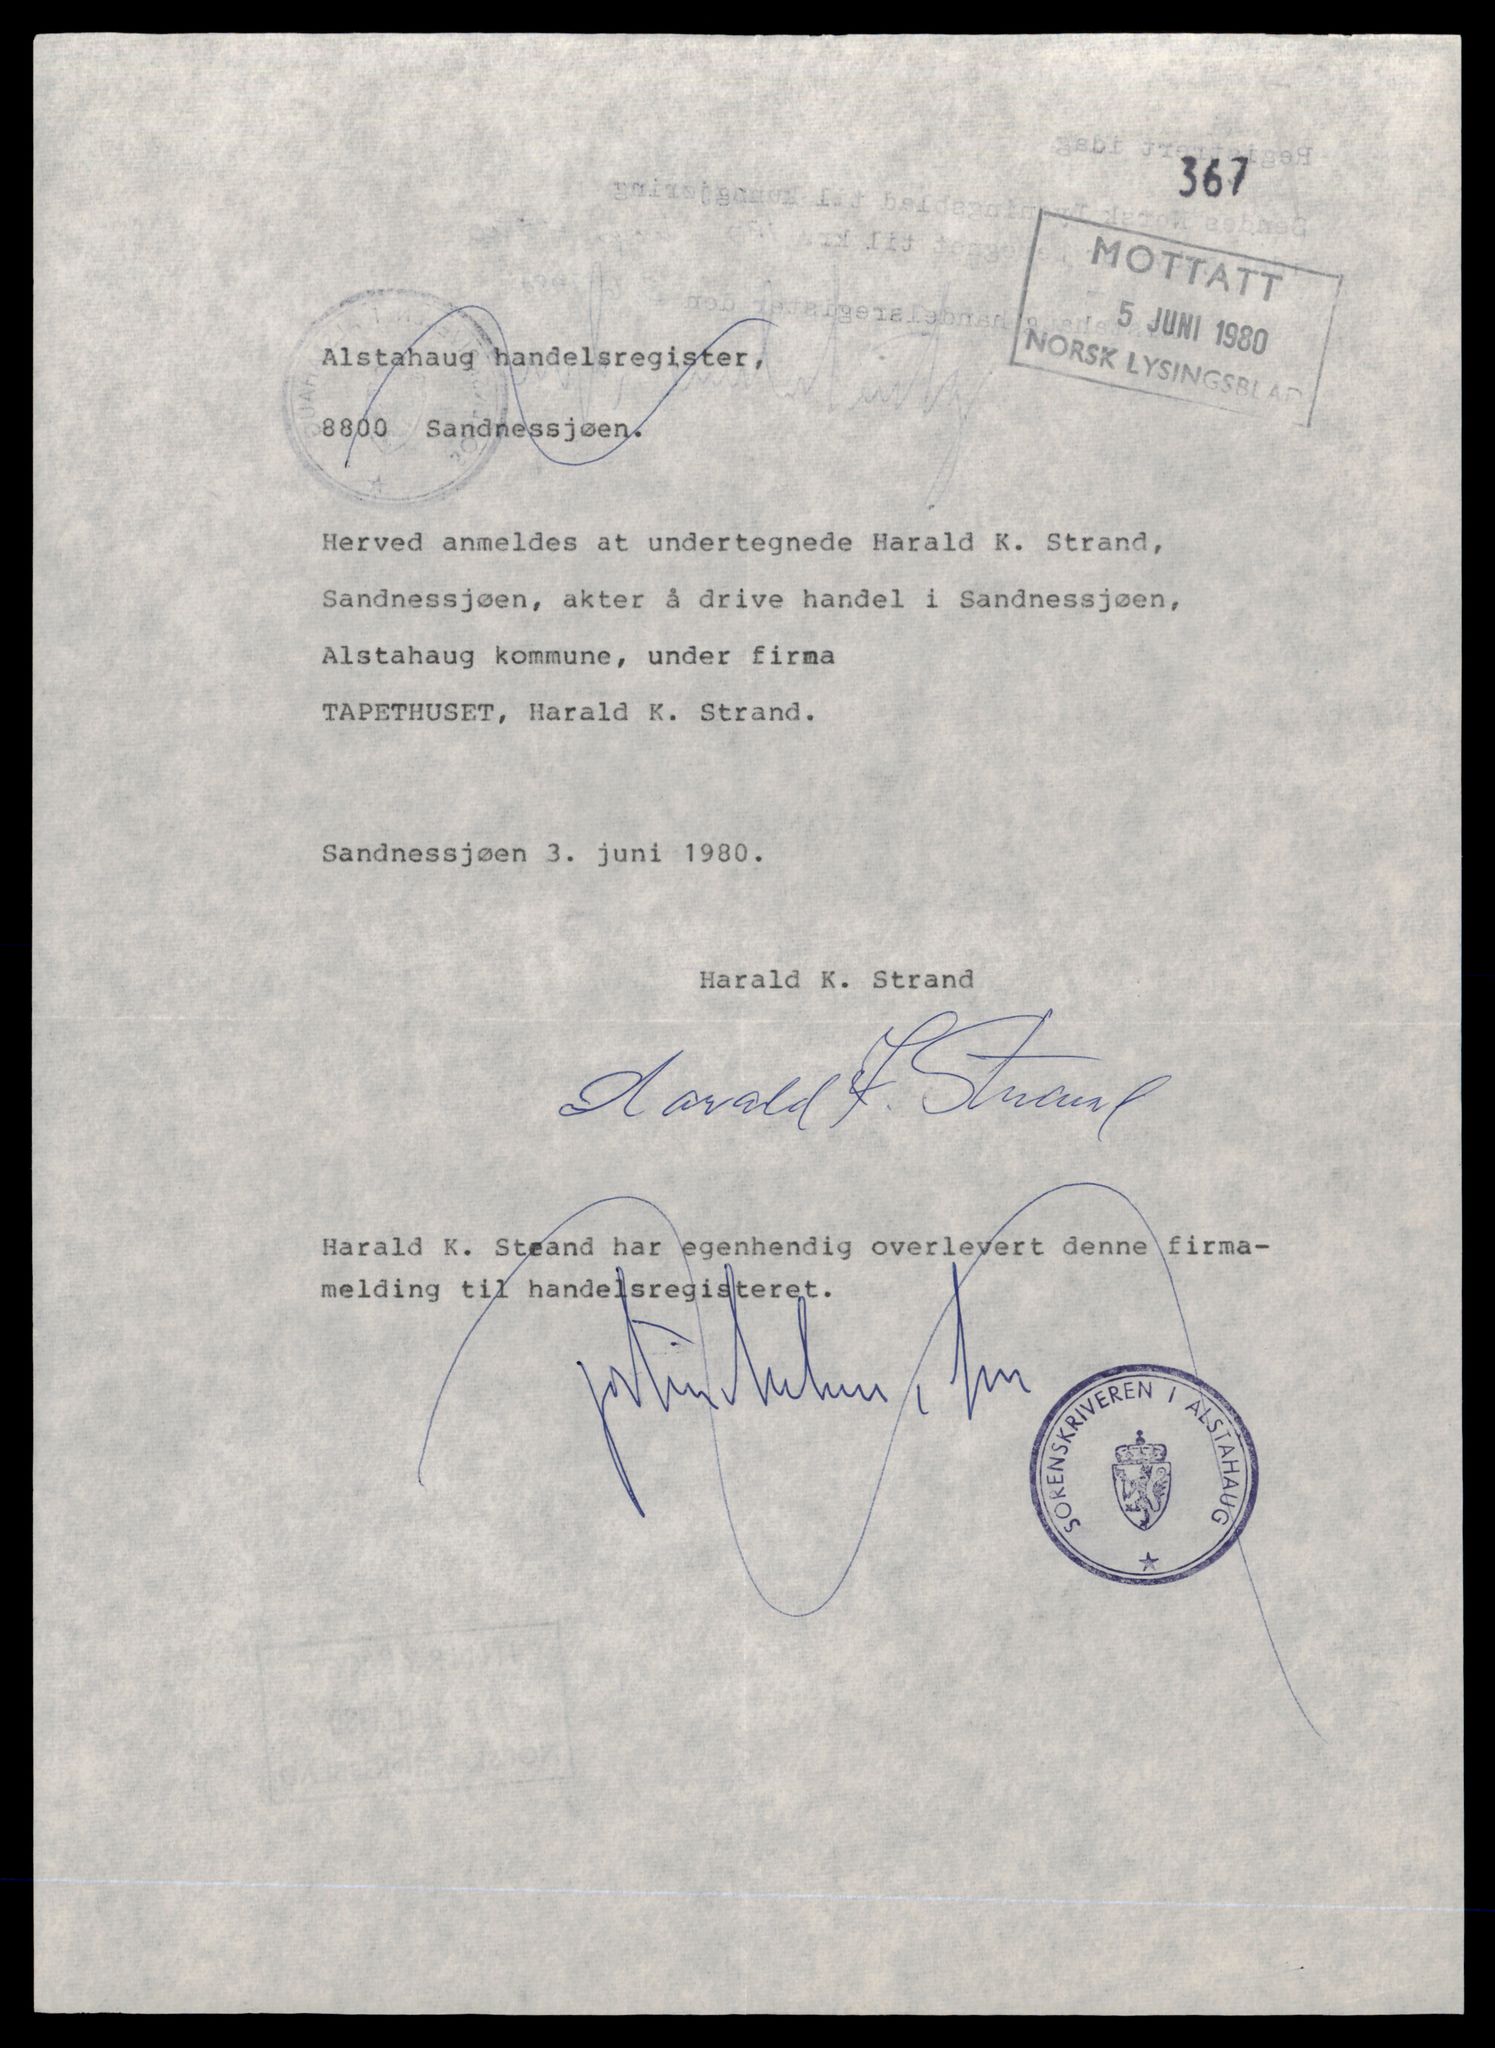 367
MOTTATT
5 JUNI 1980
NORSK LYSINGSBLAD
Alstahaug handelsregister,
8800 Sandnessjøen.
Herved anmeldes at undertegnede Harald K. Strand,
Sandnessjøen, akter å drive handel i Sandnessjøen,
Alstahaug kommune, under firma
TAPETHUSET, Harald K. Strand.
Sandnessjøen 3. juni 1980.
Harald K. Strand
Harald K. Strand
Harald K. Strand har egenhendig overlevert denne firma-
melding til handelsregisteret.
SORENSKRIVEREN I ALSTAHAUG